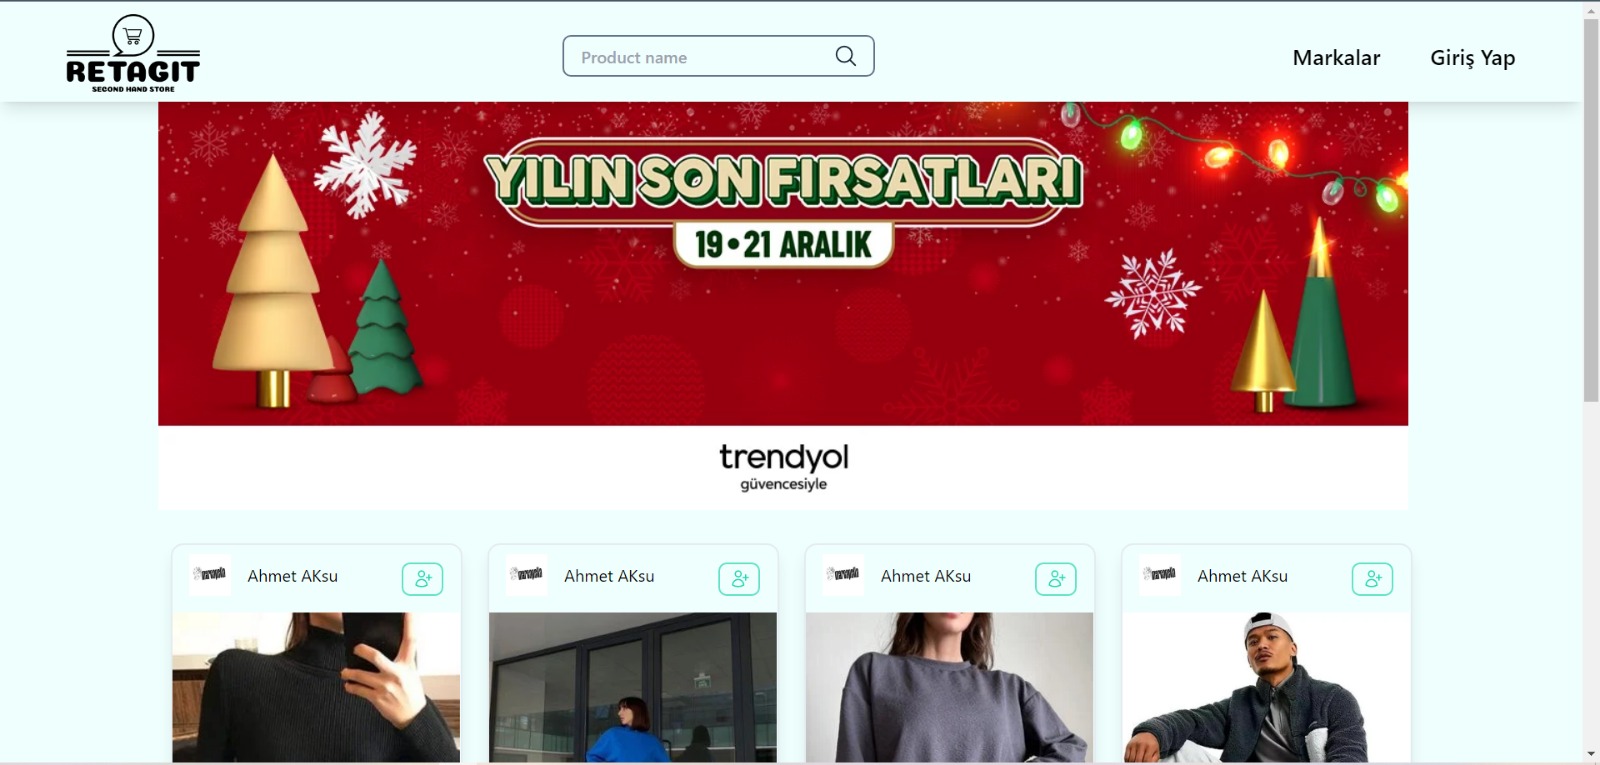 RETAGIT
SECOND HAND STORE
Product name
Markalar
Giriş Yap
YILIN SON FIRSATLARI
19•21 ARALIK
trendyol
güvencesiyle
Ahmet AKsu
Ahmet AKsu
Ahmet AKsu
Ahmet AKsu